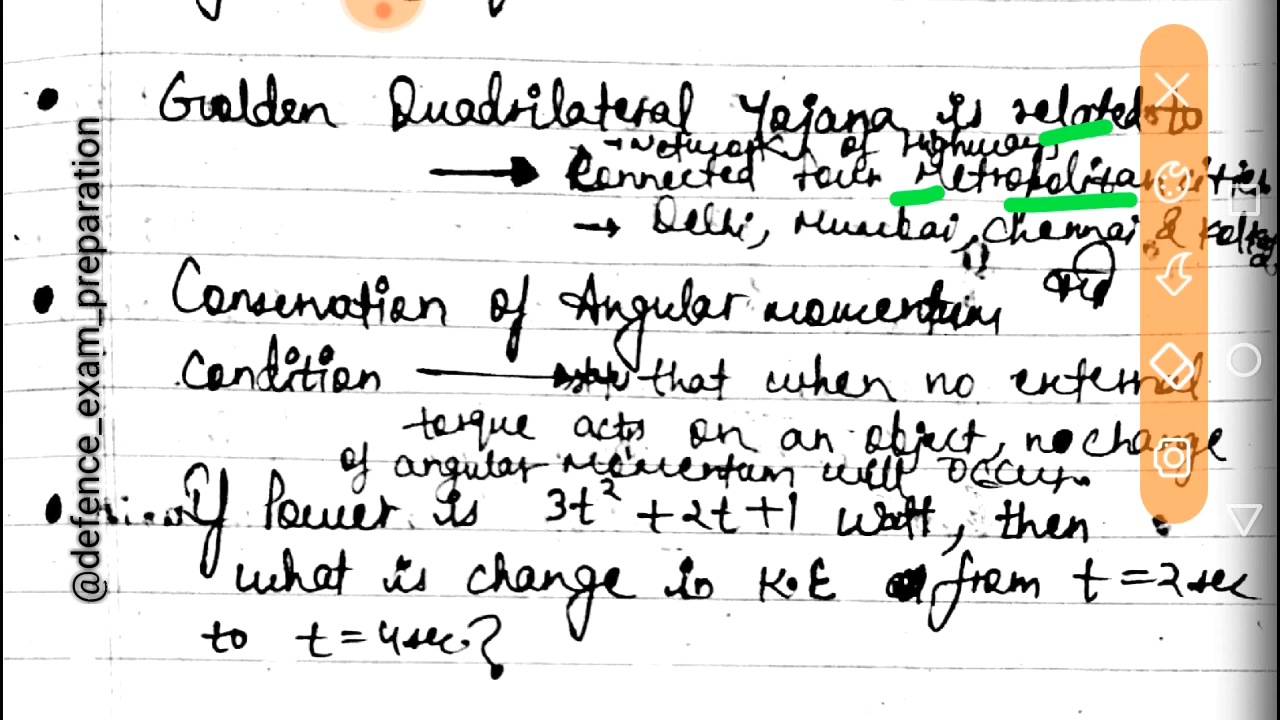 Golden Quadrilateral Yojana is related to
→ Network of Highways
→ Connected four Metropolitan cities
→ Delhi, Mumbai, Chennai &
Conservation of Angular momentum
condition → that when no external
torque acts on an object, no change
of angular momentum will occur.
If Power is 3t² + 2t + 1 watt, then
what is change in K.E from t = 2 sec
to t = 4 sec.?
@defence_exam_preparation